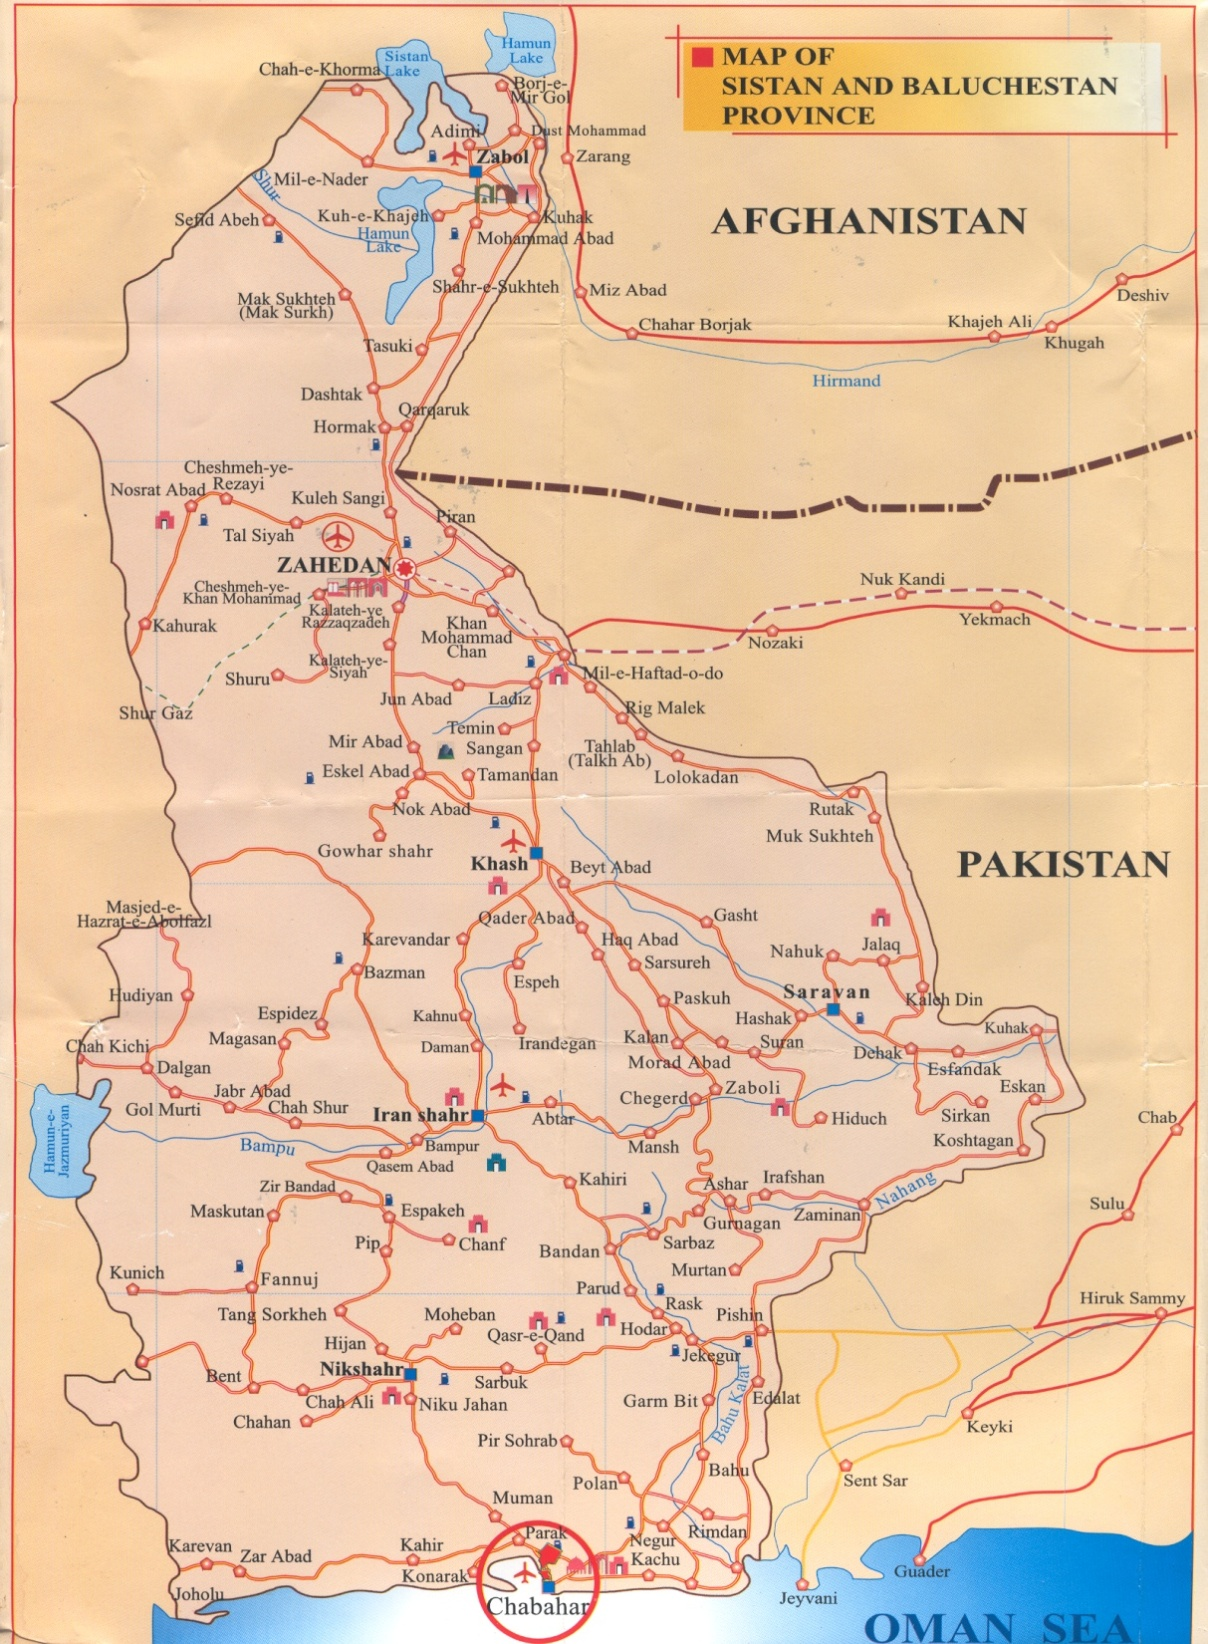 MAP OF
SISTAN AND BALUCHESTAN
PROVINCE
Hamun
Lake
Sistan
Lake
Chah-e-Khorma
Borj-e-
Mir Gol
Adimi
Dust Mohammad
Zabol
Zarang
Mil-e-Nader
Shur
Sefid Abeh
Kuh-e-Khajeh
Kuhak
Hamun
Lake
Mohammad Abad
AFGHANISTAN
Shahr-e-Sukhteh
Miz Abad
Deshiv
Mak Sukhteh
(Mak Surkh)
Chahar Borjak
Khajeh Ali
Khugah
Tasuki
Hirmand
Dashtak
Qarqaruk
Hormak
Cheshmeh-ye-
Rezayi
Nosrat Abad
Kuleh Sangi
Piran
Tal Siyah
ZAHEDAN
Nuk Kandi
Cheshmeh-ye-
Khan Mohammad
Yekmach
Kahurak
Kalateh-ye
Razzaqzadeh
Khan
Mohammad
Chan
Nozaki
Kalateh-ye-
Siyah
Shuru
Mil-e-Haftad-o-do
Jun Abad
Ladiz
Shur Gaz
Rig Malek
Temin
Mir Abad
Sangan
Tahlab
(Talkh Ab)
Eskel Abad
Tamandan
Lolokadan
Nok Abad
Rutak
Muk Sukhteh
Gowhar shahr
Khash
Beyt Abad
PAKISTAN
Masjed-e-
Hazrat-e-Abolfazl
Qader Abad
Gasht
Karevandar
Haq Abad
Nahuk
Jalaq
Bazman
Sarsureh
Espeh
Hudiyan
Saravan
Paskuh
Kaleh Din
Espidez
Kahnu
Hashak
Kuhak
Magasan
Irandegan
Kalan
Suran
Chah Kichi
Daman
Dehak
Morad Abad
Dalgan
Esfandak
Jabr Abad
Zaboli
Eskan
Gol Murti
Chah Shur
Chegerd
Iran shahr
Abtar
Hiduch
Sirkan
Chab
Hamun-e-
Jazmuriyan
Bampu
Bampur
Mansh
Koshtagan
Qasem Abad
Kahiri
Zir Bandad
Ashar
Irafshan
Nahang
Maskutan
Espakeh
Gurnagan
Zaminan
Sulu
Pip
Chanf
Bandan
Sarbaz
Kunich
Fannuj
Murtan
Parud
Hiruk Sammy
Tang Sorkheh
Moheban
Rask
Pishin
Hijan
Qasr-e-Qand
Hodar
Jekegur
Nikshahr
Bent
Sarbuk
Chah Ali
Niku Jahan
Garm Bit
Bahu Kalat
Edalat
Chahan
Keyki
Pir Sohrab
Bahu
Polan
Sent Sar
Muman
Parak
Rimdan
Karevan
Kahir
Negur
Zar Abad
Kachu
Konarak
Guader
Joholu
Chabahar
Jeyvani
OMAN SEA